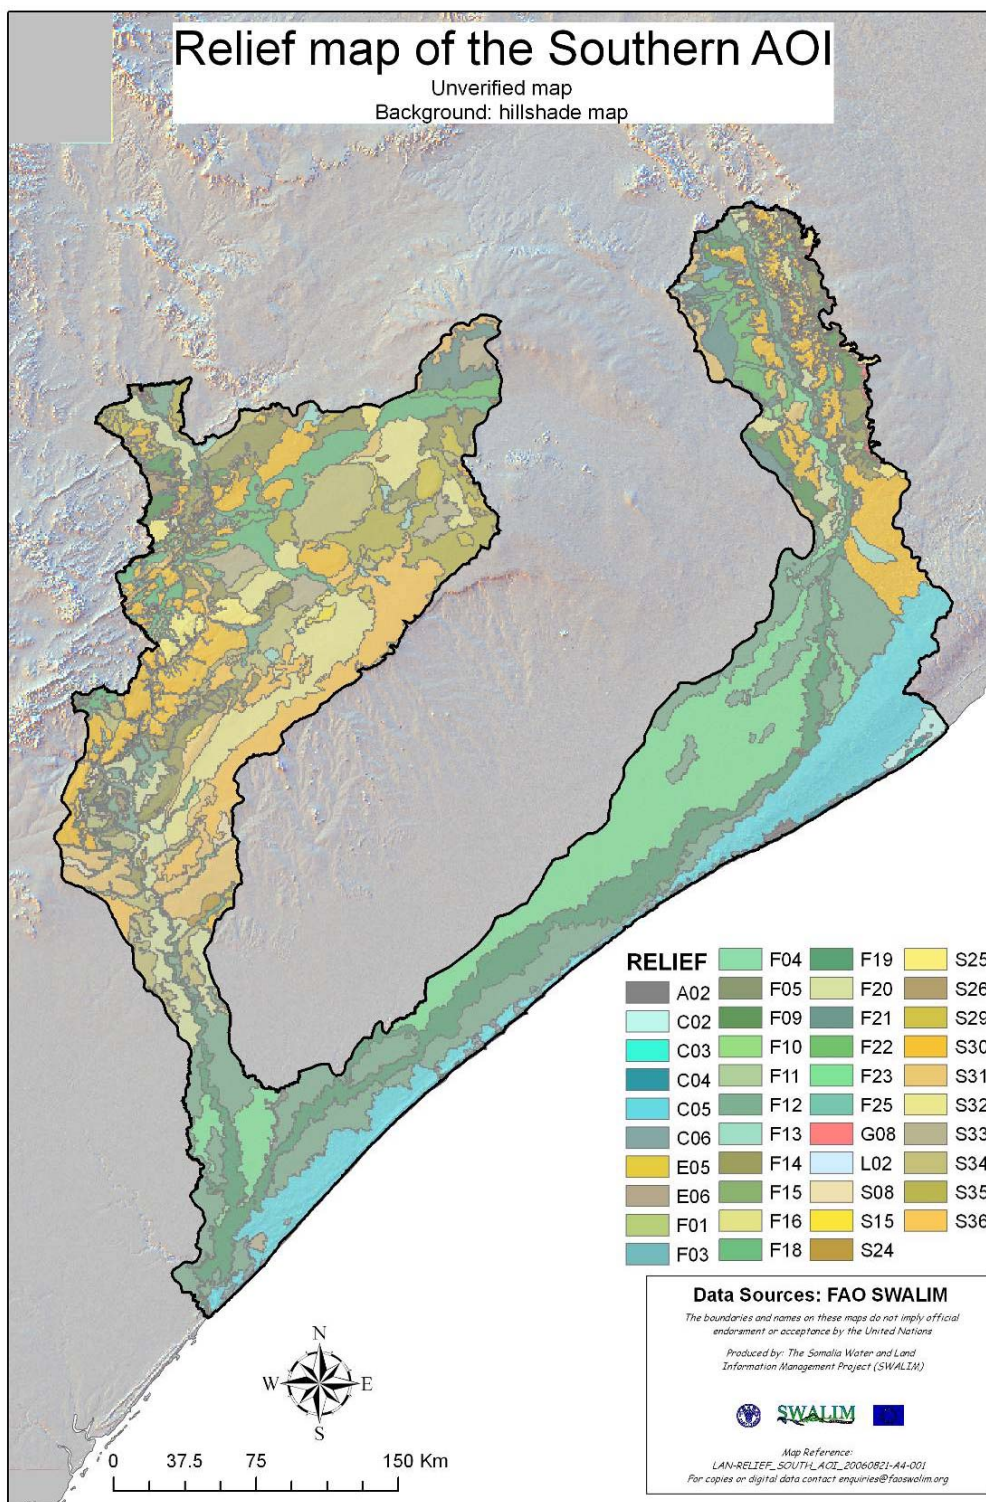 Relief map of the Southern AOI
Unverified map
Background: hillshade map
RELIEF
A02
C02
C03
C04
C05
C06
E05
E06
F01
F03
F04
F05
F09
F10
F11
F12
F13
F14
F15
F16
F18
F19
F20
F21
F22
F23
F25
G08
L02
S08
S15
S24
S25
S26
S29
S30
S31
S32
S33
S34
S35
S36
Data Sources: FAO SWALIM
The boundaries and names on these maps do not imply official
endorsment or acceptance by the United Nations
Produced by: The Somalia Water and Land
Information Management Project (SWALIM)
SWALIM
Map Reference:
LAN-RELIEF_SOUTH_AOI_20060821-A4-001
For copies or digital data contact enquiries@faoswalim.org
N
W E
S
0 37.5 75 150 Km